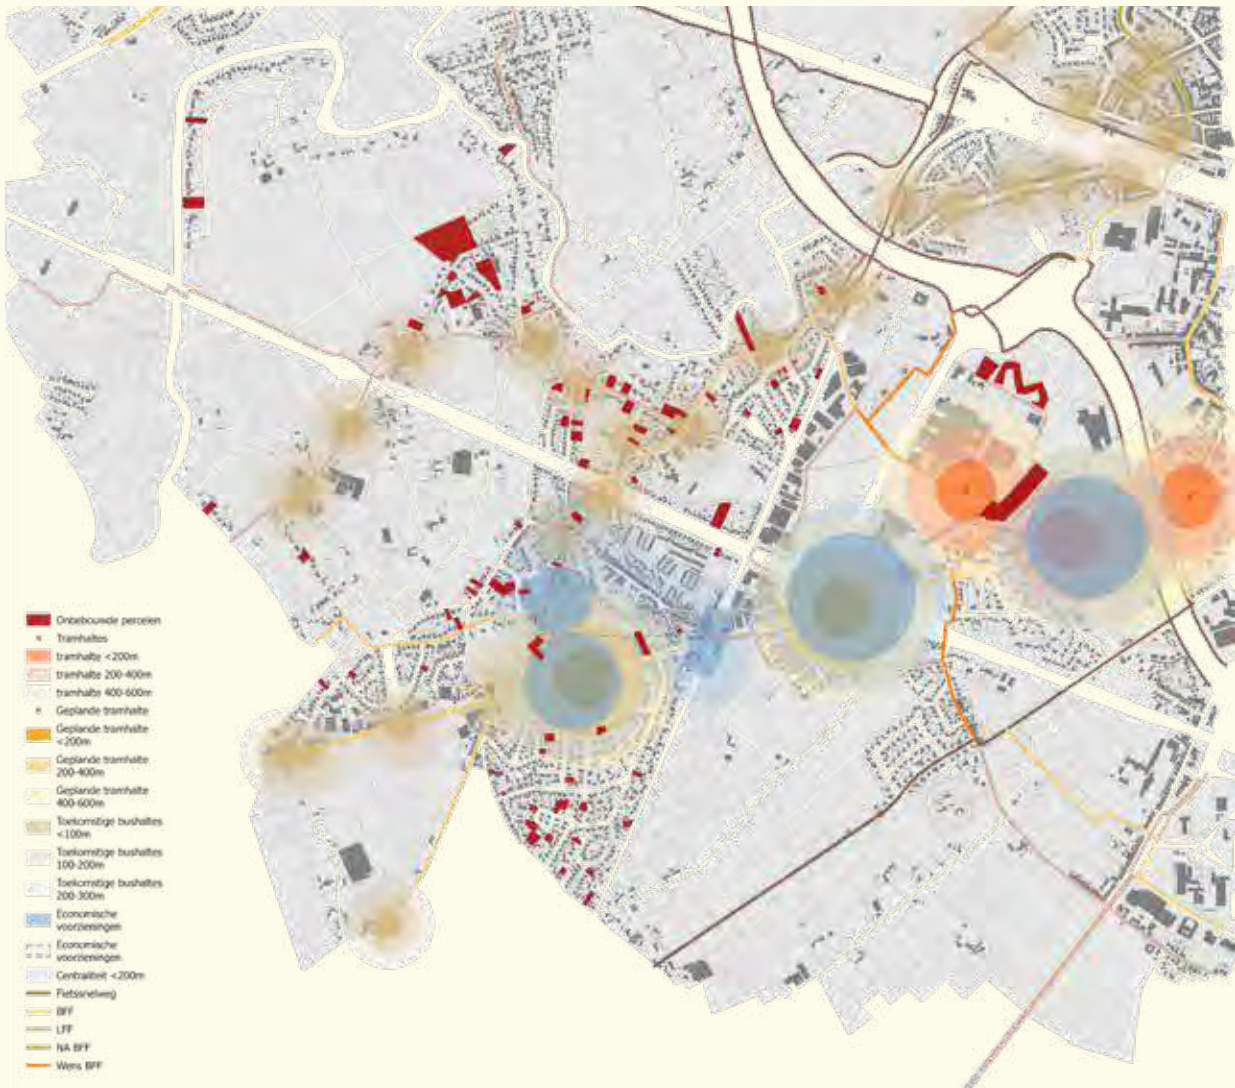 Onbebouwde percelen
Tramhaltes
tramhalte <200m
tramhalte 200-400m
tramhalte 400-600m
Geplande tramhalte
Geplande tramhalte
<200m
Geplande tramhalte
200-400m
Geplande tramhalte
400-600m
Toekomstige bushaltes
<100m
Toekomstige bushaltes
100-200m
Toekomstige bushaltes
200-300m
Economische
voorzieningen
Economische
voorzieningen
Centraliteit <200m
Fietssnelweg
BFF
LFF
NA BFF
Wens BFF